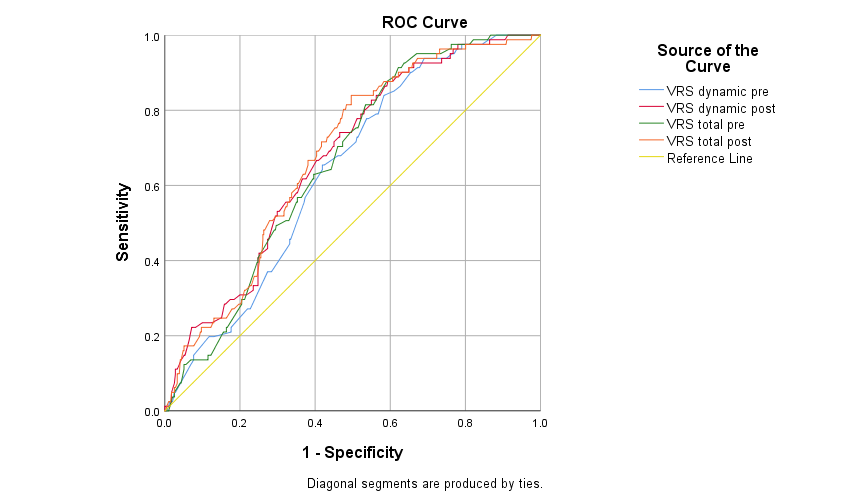 ROC Curve
Source of the
Curve
VRS dynamic pre
VRS dynamic post
VRS total pre
VRS total post
Reference Line
Sensitivity
1.0
0.8
0.6
0.4
0.2
0.0
0.0 0.2 0.4 0.6 0.8 1.0
1 - Specificity
Diagonal segments are produced by ties.